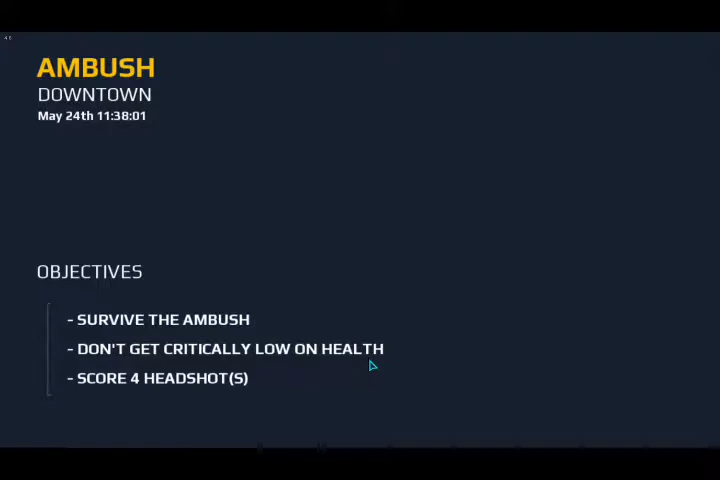 AMBUSH
DOWNTOWN
May 24th 11:38:01
OBJECTIVES
- SURVIVE THE AMBUSH
- DON'T GET CRITICALLY LOW ON HEALTH
- SCORE 4 HEADSHOT(S)